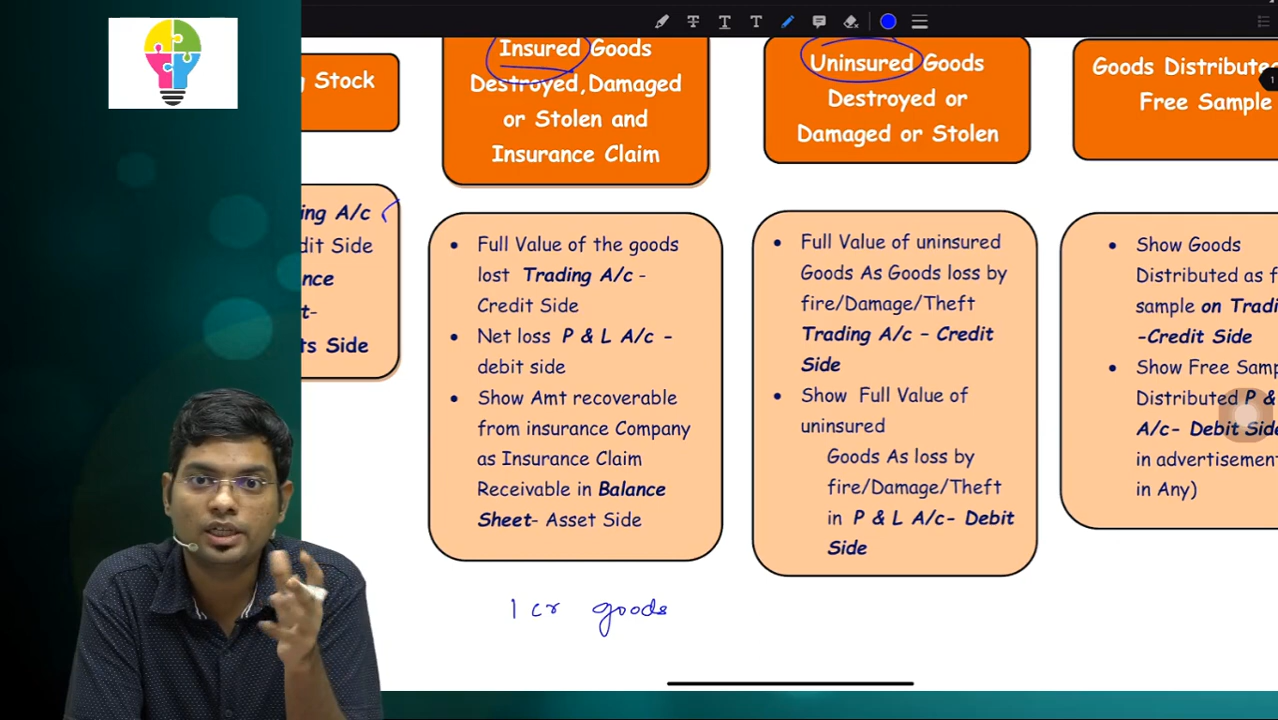 g Stock
ing A/c
dit Side
nce
t-
ts Side
Insured Goods
Destroyed,Damaged
or Stolen and
Insurance Claim
• Full Value of the goods
lost Trading A/c -
Credit Side
• Net loss P & L A/c –
debit side
• Show Amt recoverable
from insurance Company
as Insurance Claim
Receivable in Balance
Sheet- Asset Side
1 cr goods
Uninsured Goods
Destroyed or
Damaged or Stolen
• Full Value of uninsured
Goods As Goods loss by
fire/Damage/Theft
Trading A/c – Credit
Side
• Show Full Value of
uninsured
Goods As loss by
fire/Damage/Theft
in P & L A/c- Debit
Side
Goods Distribute
Free Sample
• Show Goods
Distributed as f
sample on Tradi
-Credit Side
• Show Free Samp
Distributed P &
A/c- Debit Side
in advertisement
in Any)
T T T
1